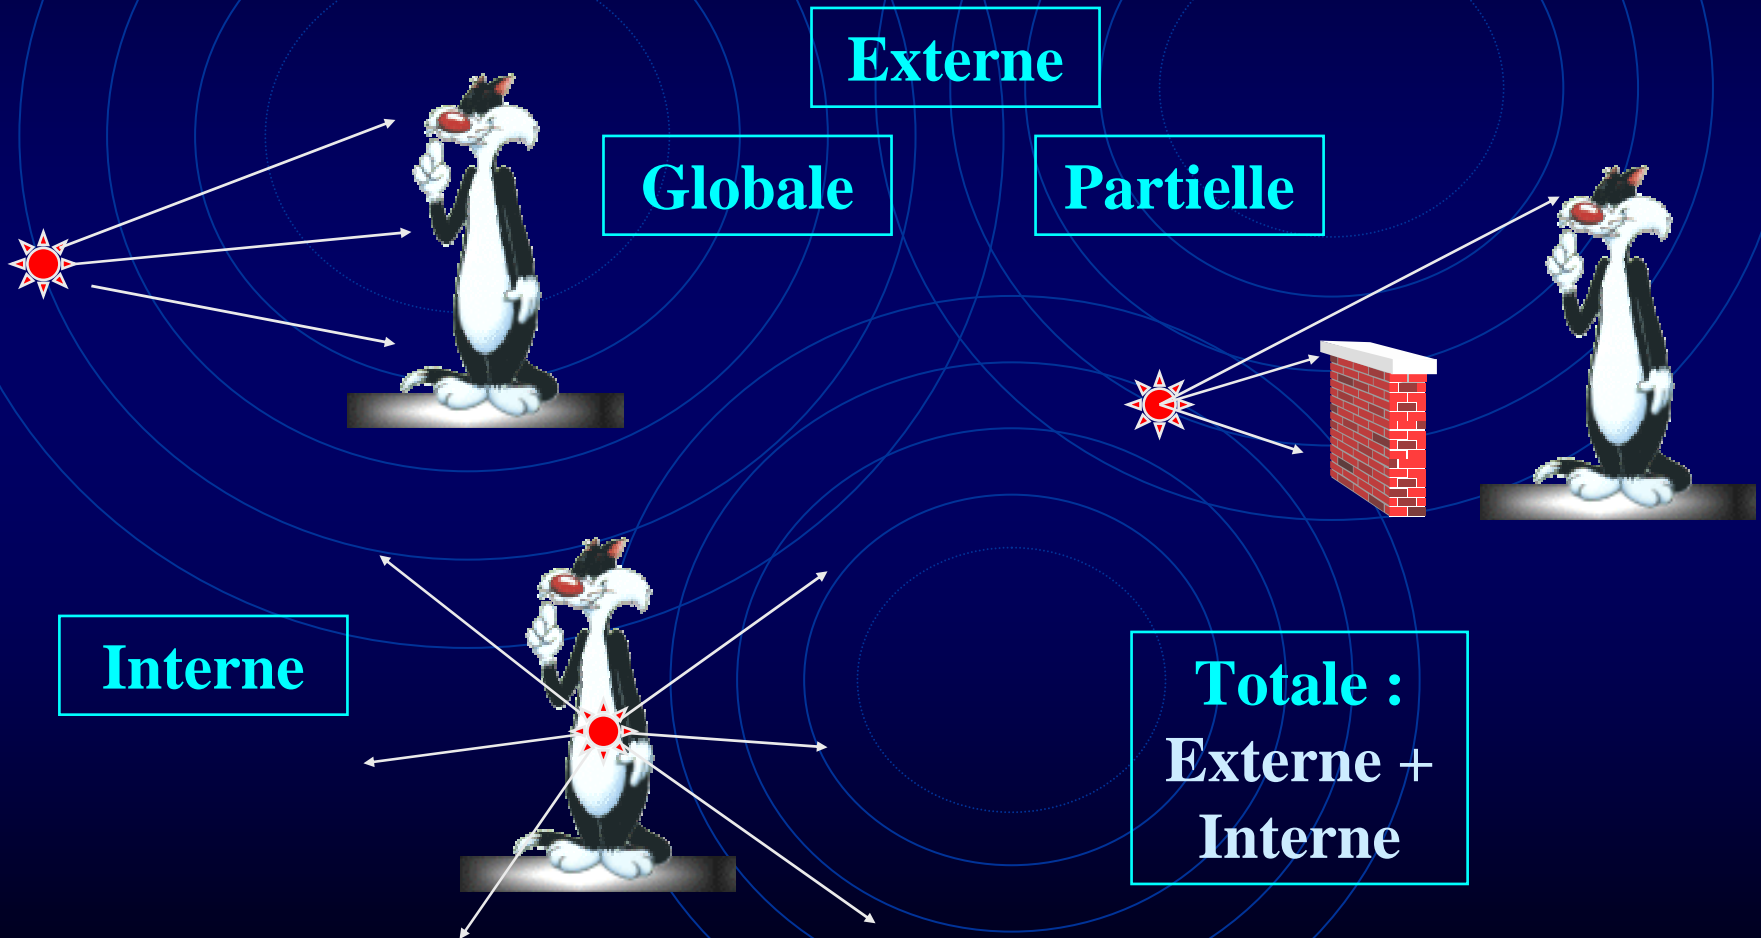 Externe
Globale
Partielle
Interne
Totale :
Externe +
Interne